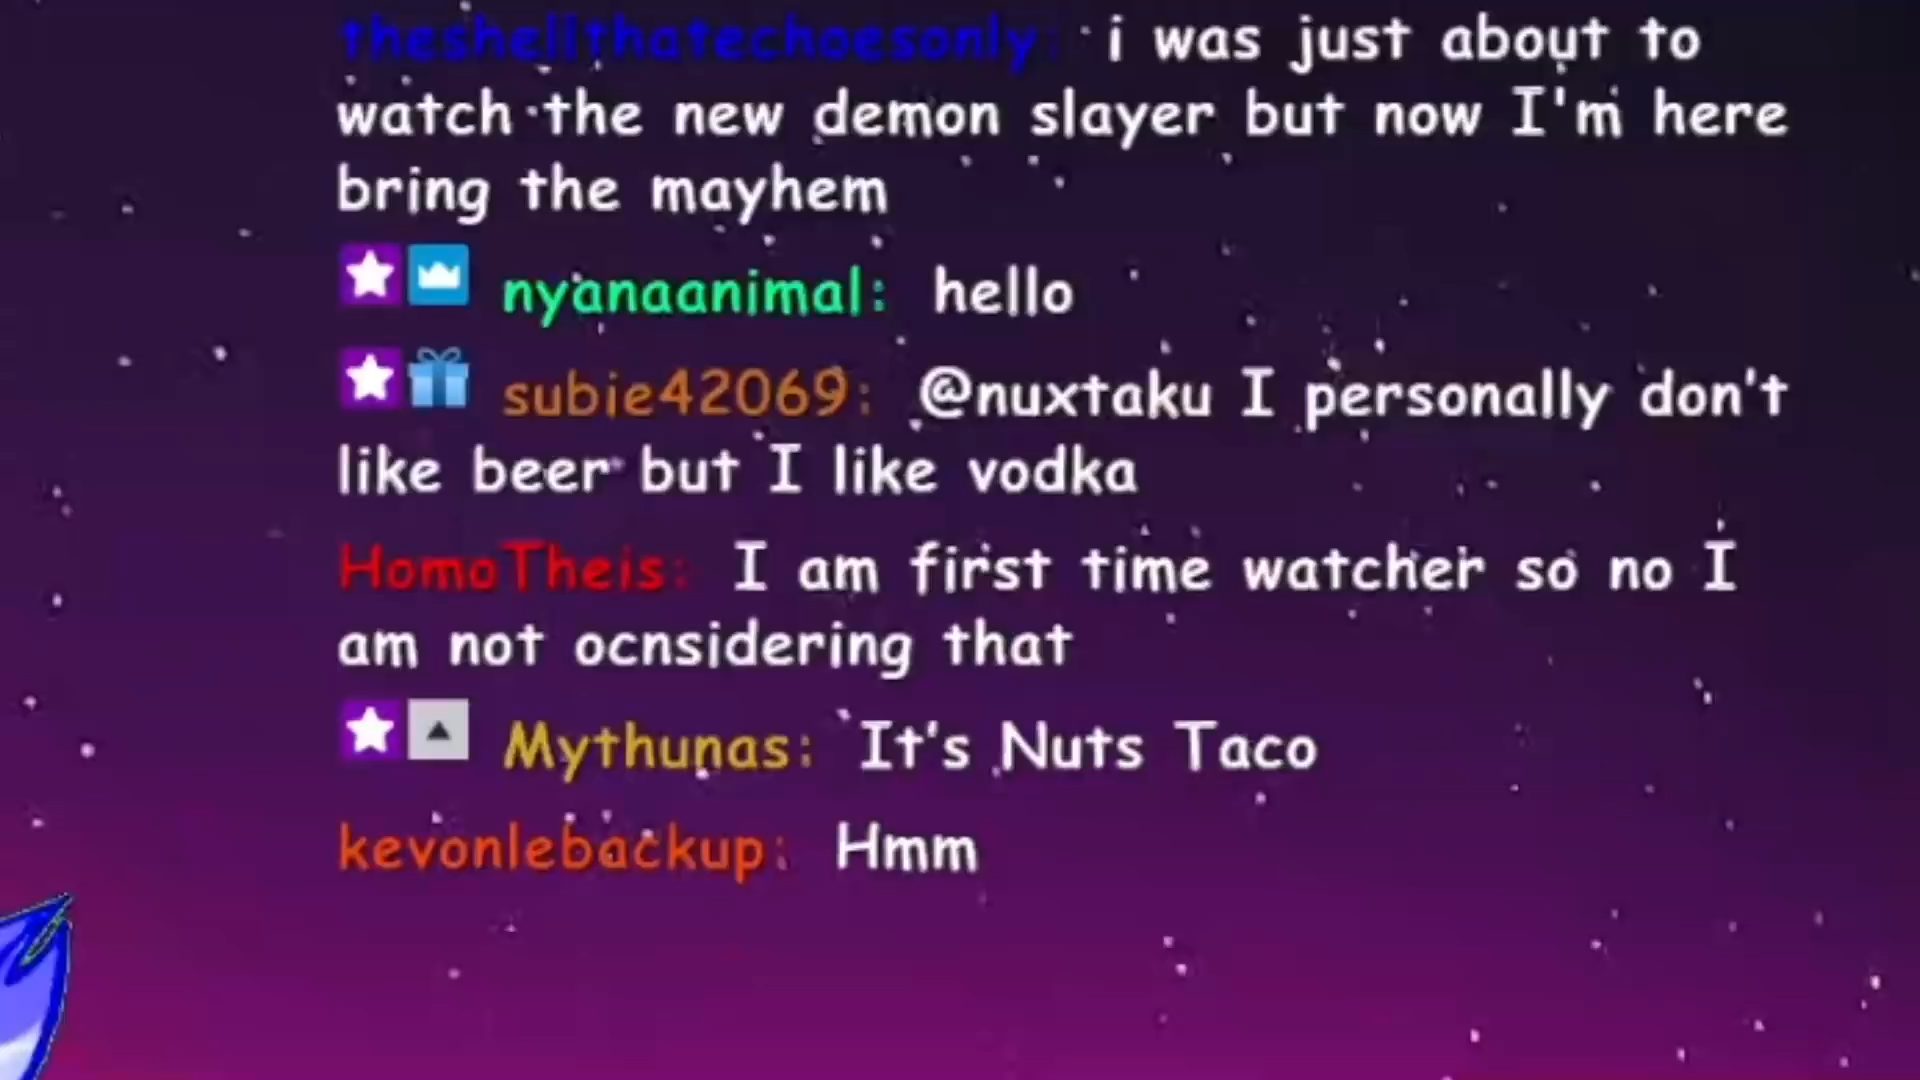 theshellthatechoesonly: i was just about to
watch the new demon slayer but now I'm here
bring the mayhem
nyanaanimal: hello
subie42069: @nuxtaku I personally don't
like beer but I like vodka
HomoTheis: I am first time watcher so no I
am not ocnsidering that
Mythunas: It's Nuts Taco
kevonlebackup: Hmm